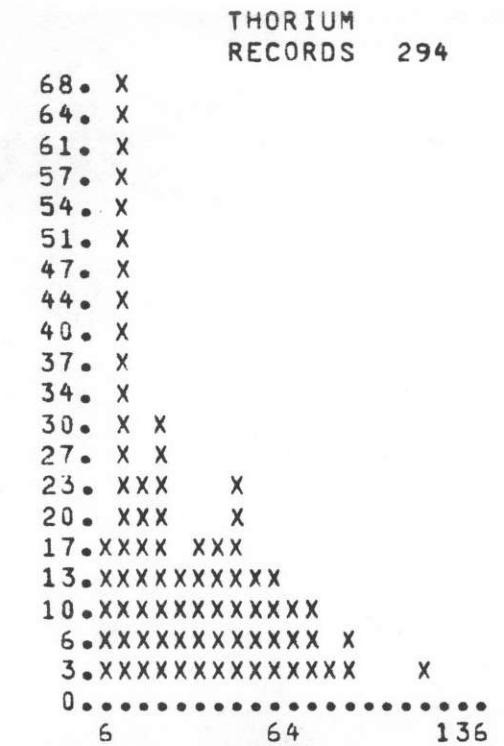 THORIUM
RECORDS 294
68. X
64. X
61. X
57. X
54. X
51. X
47. X
44. X
40. X
37. X
34. X
30. X X
27. X X
23. XXX X
20. XXX X
17.XXXX XXX
13.XXXXXXXXXX
10.XXXXXXXXXXXX
6.XXXXXXXXXXXX X
3.XXXXXXXXXXXXXX X
0.....................
6 64 136